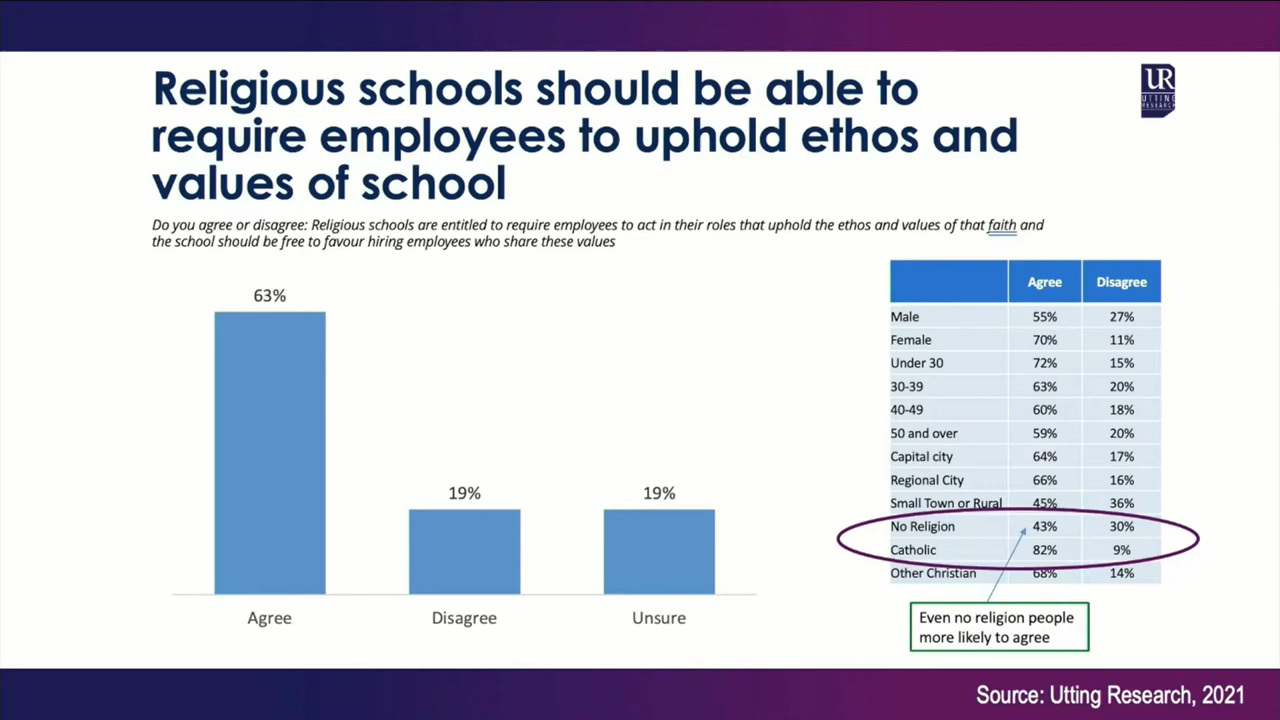 Religious schools should be able to
require employees to uphold ethos and
values of school
UR
UTTING
RESEARCH
Do you agree or disagree: Religious schools are entitled to require employees to act in their roles that uphold the ethos and values of that faith and
the school should be free to favour hiring employees who share these values
63%
19%
19%
Agree
Disagree
Unsure
Agree Disagree
Male 55% 27%
Female 70% 11%
Under 30 72% 15%
30-39 63% 20%
40-49 60% 18%
50 and over 59% 20%
Capital city 64% 17%
Regional City 66% 16%
Small Town or Rural 45% 36%
No Religion 43% 30%
Catholic 82% 9%
Other Christian 68% 14%
Even no religion people
more likely to agree
Source: Utting Research, 2021